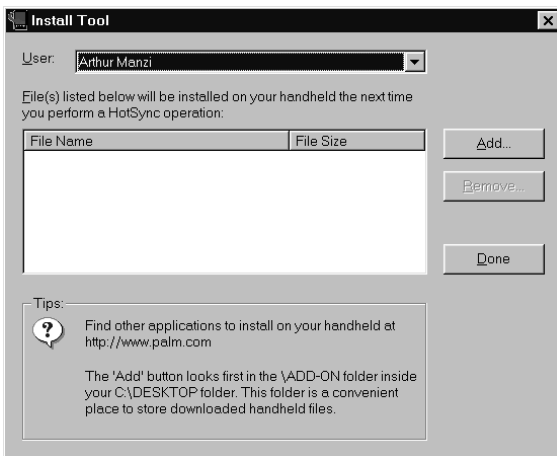 Install Tool
User: Arthur Manzi
File(s) listed below will be installed on your handheld the next time
you perform a HotSync operation:
File Name File Size
Add...
Remove...
Done
Tips:
Find other applications to install on your handheld at
http://www.palm.com
The 'Add' button looks first in the \ADD-ON folder inside
your C:\DESKTOP folder. This folder is a convenient
place to store downloaded handheld files.